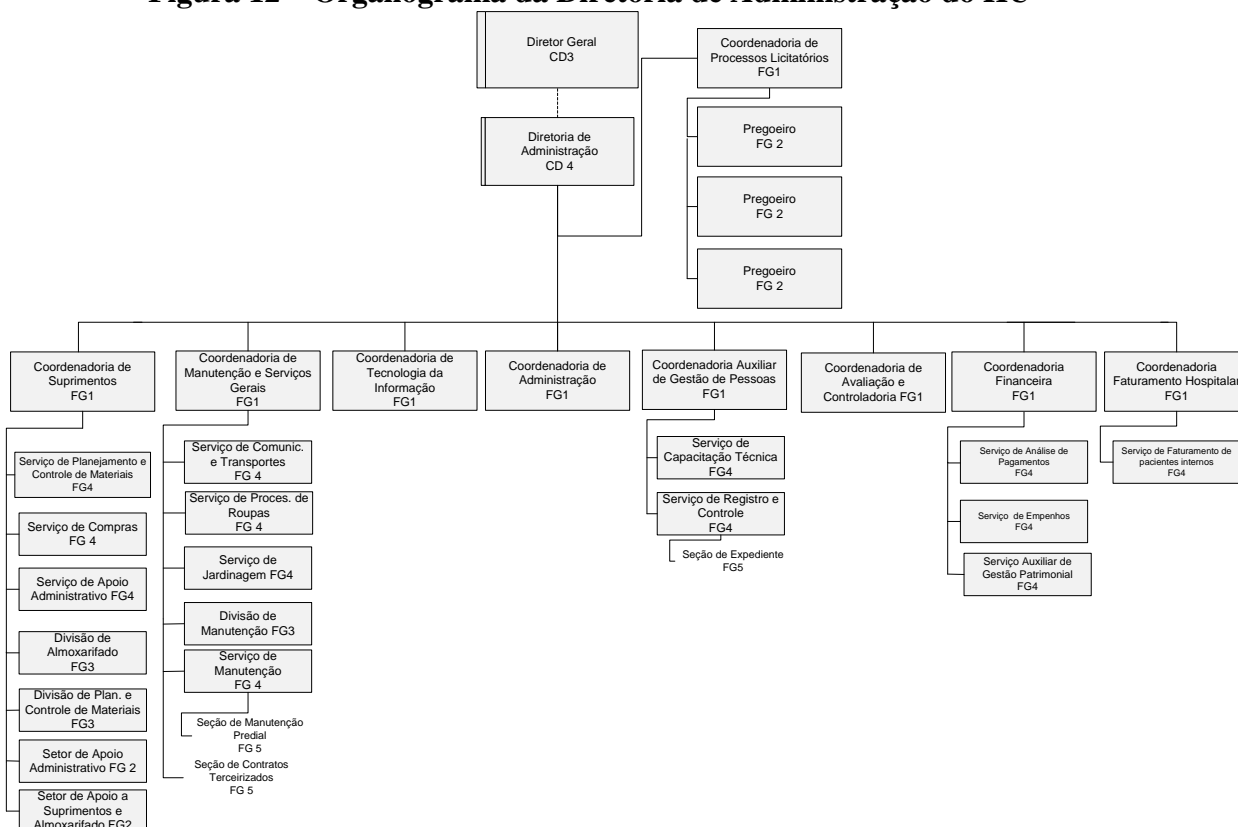 Figura 12 – Organograma da Diretoria de Administração do HU
Diretor Geral
CD3
Coordenadoria de
Processos Licitatórios
FG1
Diretoria de
Administração
CD 4
Pregoeiro
FG 2
Pregoeiro
FG 2
Pregoeiro
FG 2
Coordenadoria de
Suprimentos
FG1
Coordenadoria de
Manutenção e Serviços
Gerais
FG1
Coordenadoria de
Tecnologia da
Informação
FG1
Coordenadoria de
Administração
FG1
Coordenadoria Auxiliar
de Gestão de Pessoas
FG1
Coordenadoria de
Avaliação e
Controladoria FG1
Coordenadoria
Financeira
FG1
Coordenadoria
Faturamento Hospitalar
FG1
Serviço de Planejamento e
Controle de Materiais
FG4
Serviço de Compras
FG 4
Serviço de Apoio
Administrativo FG4
Divisão de
Almoxarifado
FG3
Divisão de Plan. e
Controle de Materiais
FG3
Setor de Apoio
Administrativo FG 2
Setor de Apoio a
Suprimentos e
Almoxarifado FG2
Serviço de Comunic.
e Transportes
FG 4
Serviço de Proces. de
Roupas
FG 4
Serviço de
Jardinagem FG4
Divisão de
Manutenção FG3
Serviço de
Manutenção
FG 4
Seção de Manutenção
Predial
FG 5
Seção de Contratos
Terceirizados
FG 5
Serviço de
Capacitação Técnica
FG4
Serviço de Registro e
Controle
FG4
Seção de Expediente
FG5
Serviço de Análise de
Pagamentos
FG4
Serviço de Empenhos
FG4
Serviço Auxiliar de
Gestão Patrimonial
FG4
Serviço de Faturamento de
pacientes internos
FG4